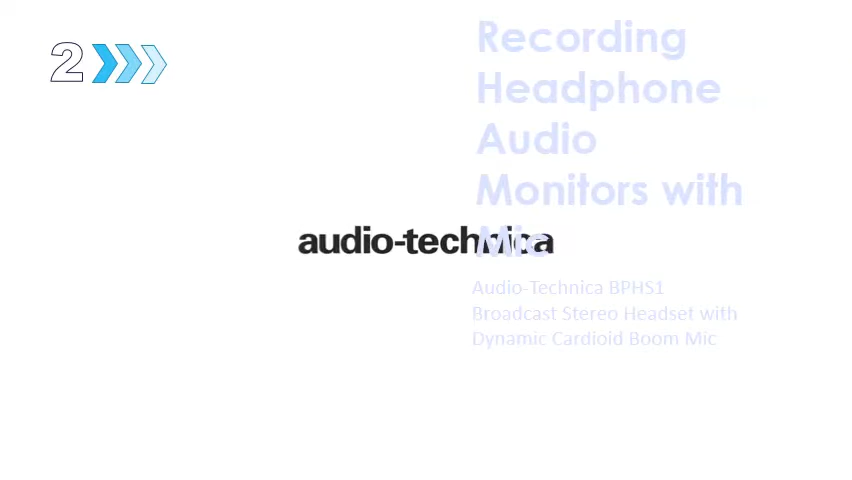 2
Recording
Headphone
Audio
Monitors with
Mic
audio-technica
Audio-Technica BPHS1
Broadcast Stereo Headset with
Dynamic Cardioid Boom Mic